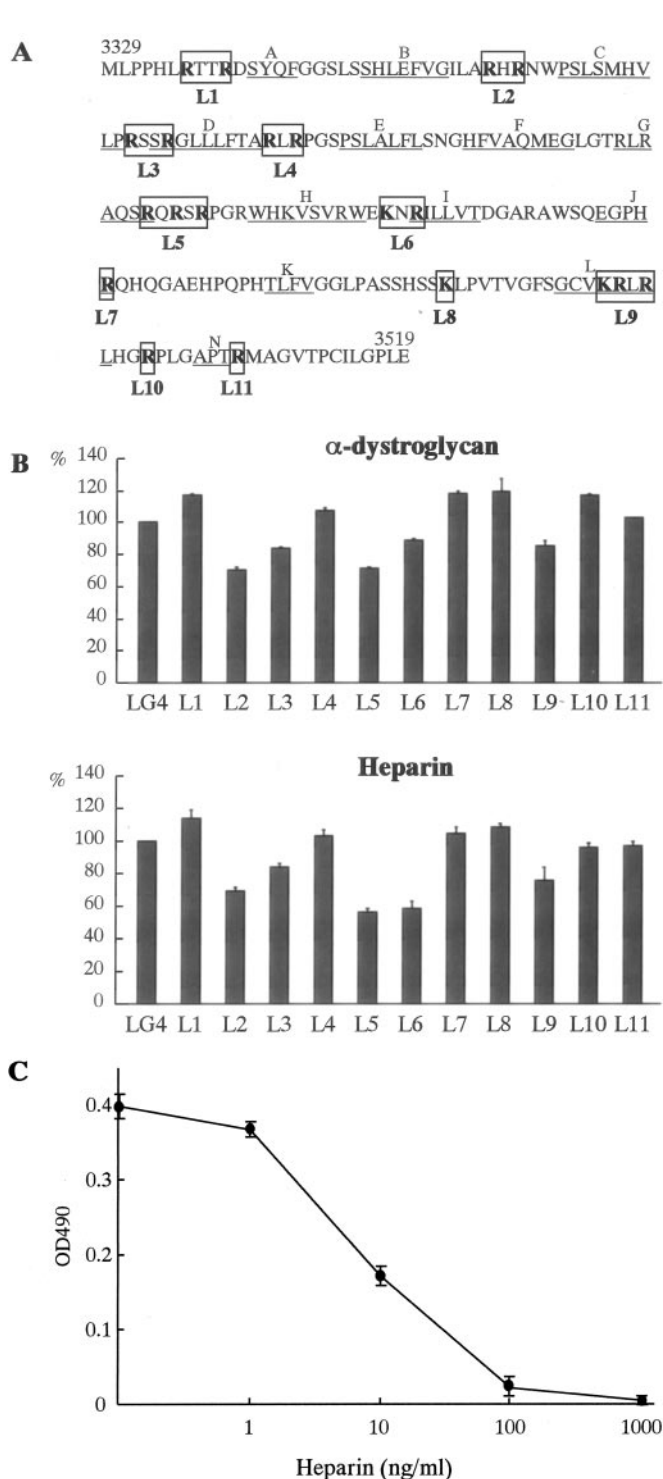 A
3329
A B C
MLPPHLRTTRDSYQFGGSLSSHLEFVGILARHRNWPSLSMHV
L1 L2
D E F G
LPRSSRGLLLFTARLRPGSPSLALFLSNGHFVAQMEGLGTRLR
L3 L4
H I J
AQSRQRSRPGRWHKVSVRWEKNRILLVTDGARAWSQEGPH
L5 L6
K L
RQHQGAEHPQPHTLFVGGLPASSHSSKLPVTVGFSGCVKRLR
L7 L8 L9
N 3519
LHGRPLGAPTRMAGVTPCILGPLE
L10 L11
B
α-dystroglycan
%
140
120
100
80
60
40
20
0
LG4 L1 L2 L3 L4 L5 L6 L7 L8 L9 L10 L11
Heparin
%
140
120
100
80
60
40
20
0
LG4 L1 L2 L3 L4 L5 L6 L7 L8 L9 L10 L11
C
0.4
0.3
0.2
0.1
0
OD490
1 10 100 1000
Heparin (ng/ml)